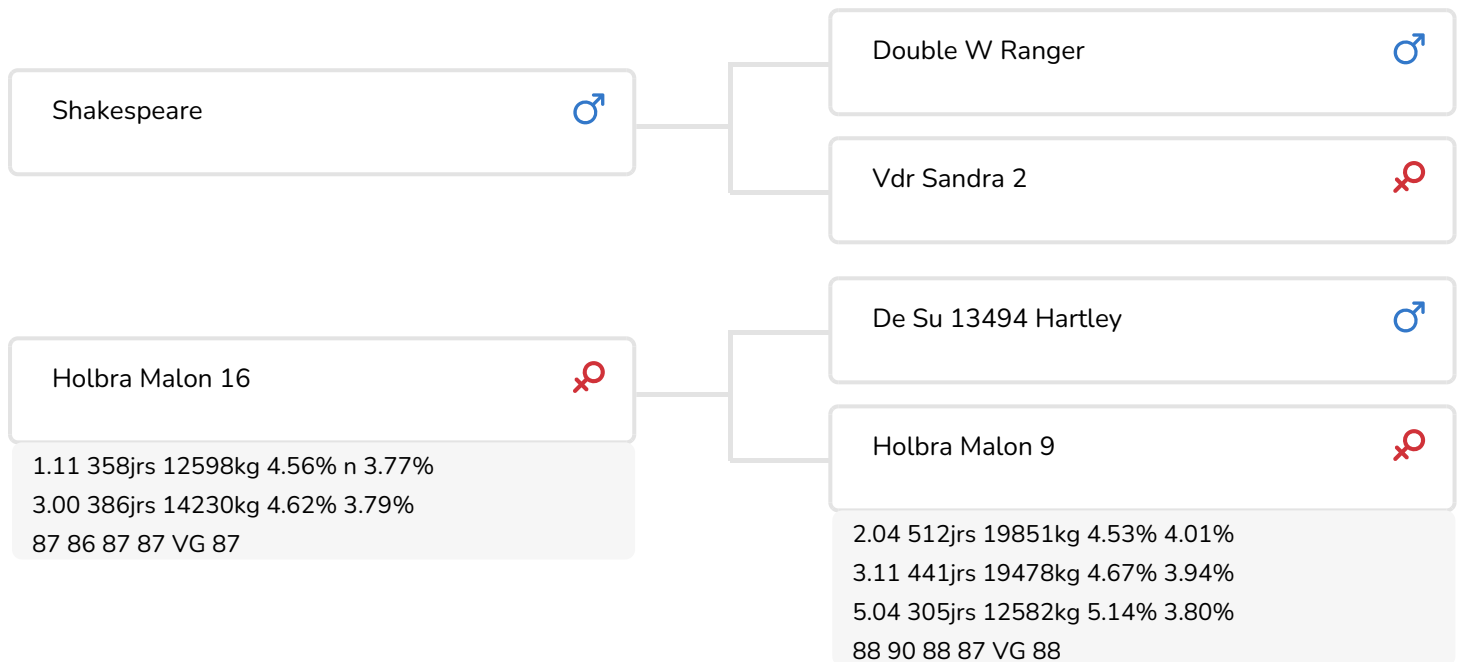 Shakespeare
Double W Ranger
Vdr Sandra 2
Holbra Malon 16
1.11 358jrs 12598kg 4.56% n 3.77%
3.00 386jrs 14230kg 4.62% 3.79%
87 86 87 87 VG 87
De Su 13494 Hartley
Holbra Malon 9
2.04 512jrs 19851kg 4.53% 4.01%
3.11 441jrs 19478kg 4.67% 3.94%
5.04 305jrs 12582kg 5.14% 3.80%
88 90 88 87 VG 88